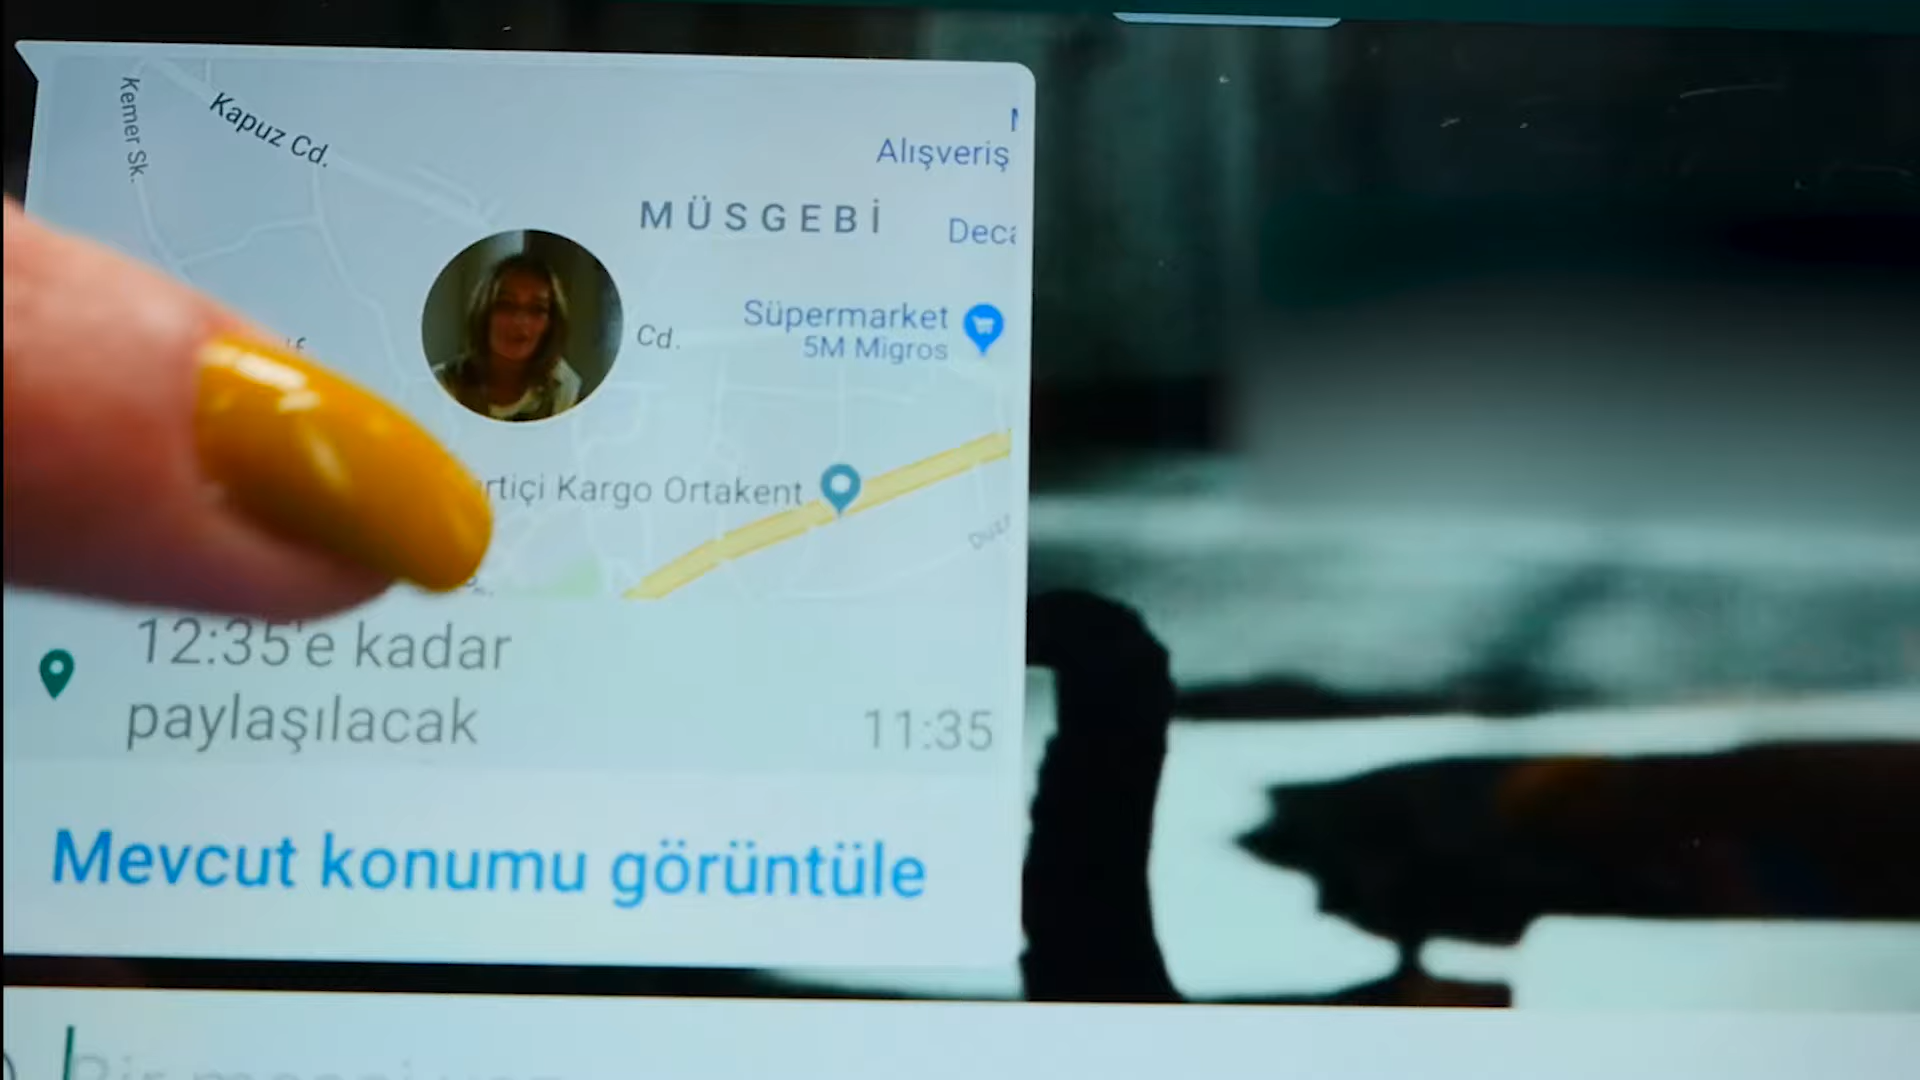 Kemer Sk.
Kapuz Cd.
Alışveriş
MÜSGEBİ
Süpermarket
5M Migros
Cd.
Kargo Ortakent
12:35'e kadar
paylaşılacak
11:35
Mevcut konumu görüntüle